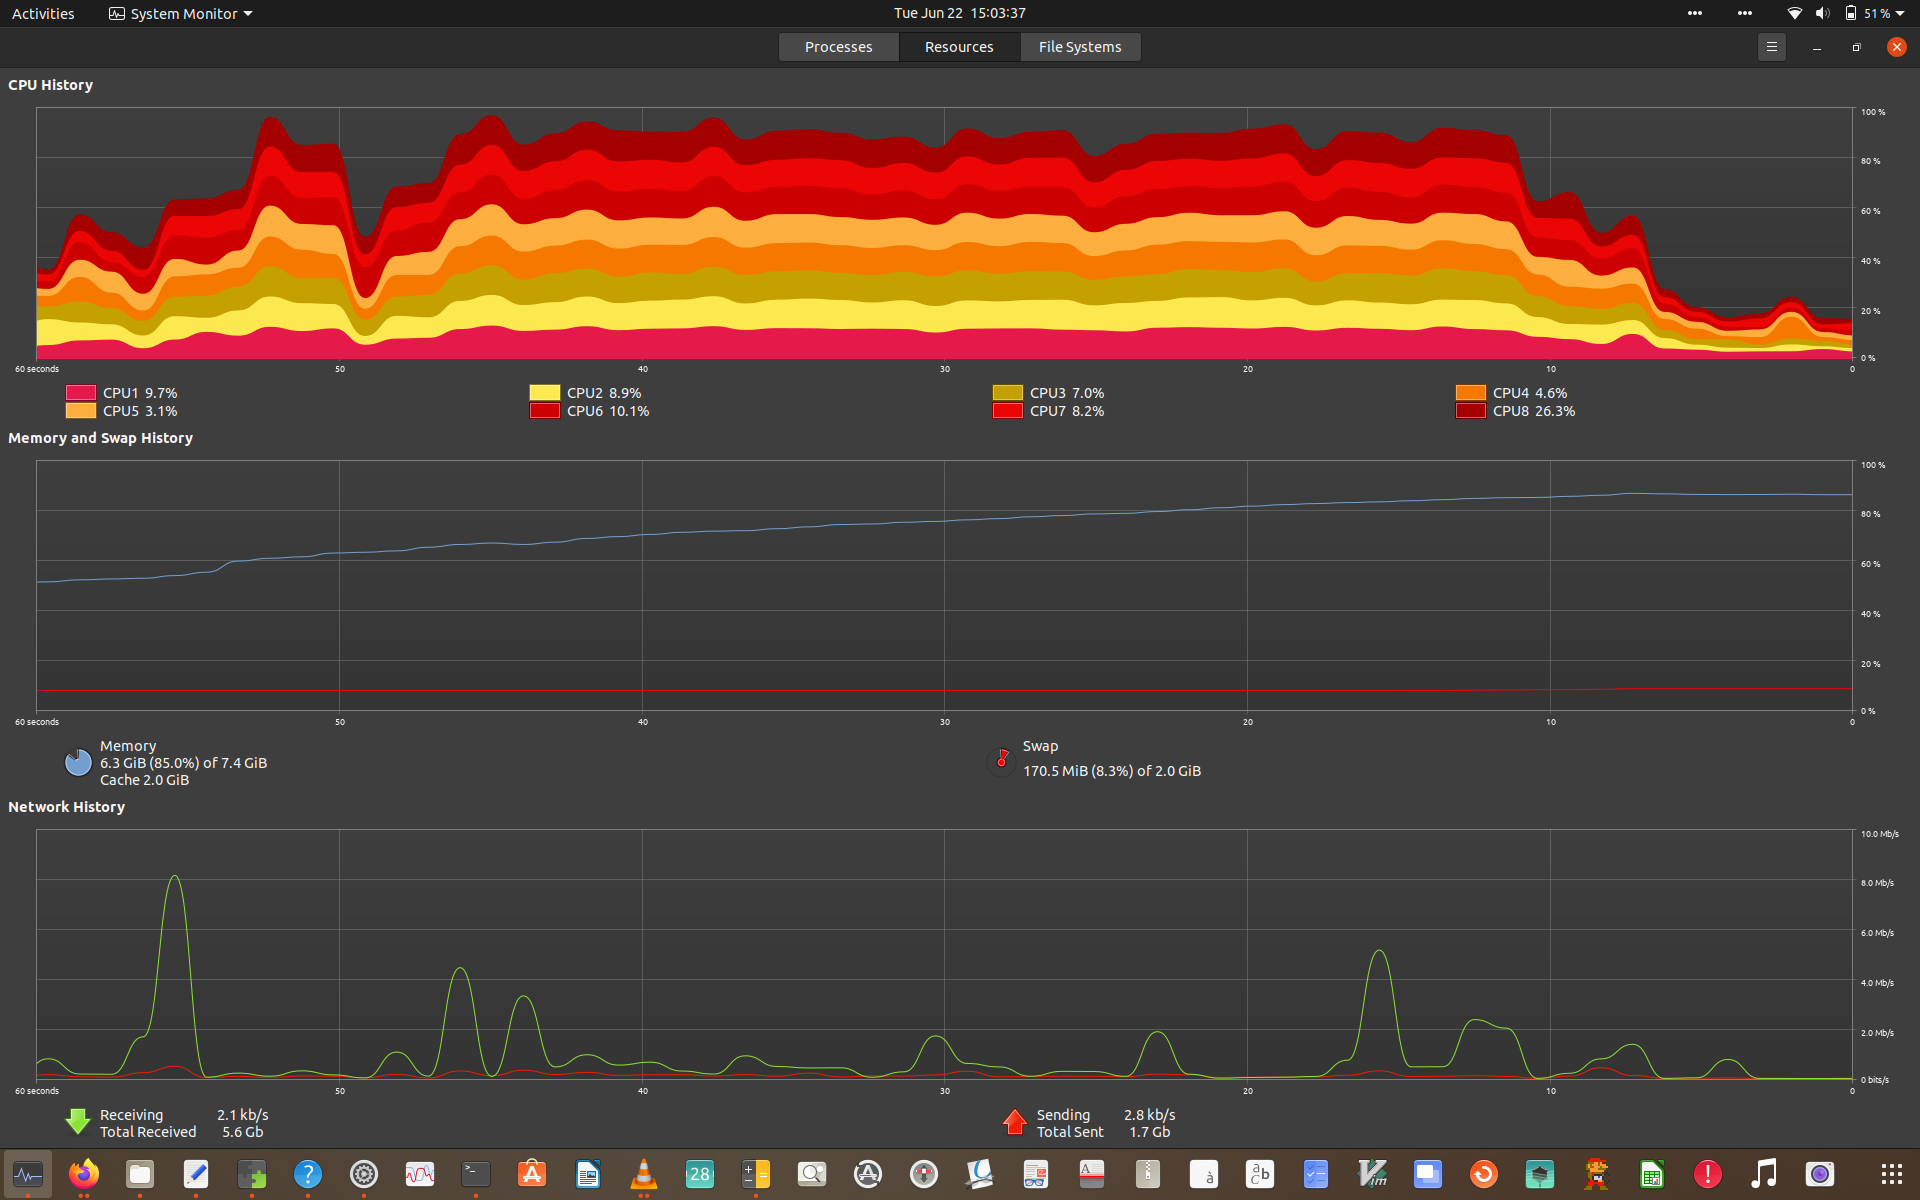 Activities System Monitor Tue Jun 22 15:03:37 51 %
Processes Resources File Systems
CPU History
100 %
80 %
60 %
40 %
20 %
0 %
60 seconds 50 40 30 20 10 0
CPU1 9.7% CPU2 8.9% CPU3 7.0% CPU4 4.6%
CPU5 3.1% CPU6 10.1% CPU7 8.2% CPU8 26.3%
Memory and Swap History
100 %
80 %
60 %
40 %
20 %
0 %
60 seconds 50 40 30 20 10 0
Memory Swap
6.3 GiB (85.0%) of 7.4 GiB 170.5 MiB (8.3%) of 2.0 GiB
Cache 2.0 GiB
Network History
10.0 Mb/s
8.0 Mb/s
6.0 Mb/s
4.0 Mb/s
2.0 Mb/s
0 bits/s
60 seconds 50 40 30 20 10 0
Receiving 2.1 kb/s Sending 2.8 kb/s
Total Received 5.6 Gb Total Sent 1.7 Gb
? >_ A 28 A A à a b c Vim !